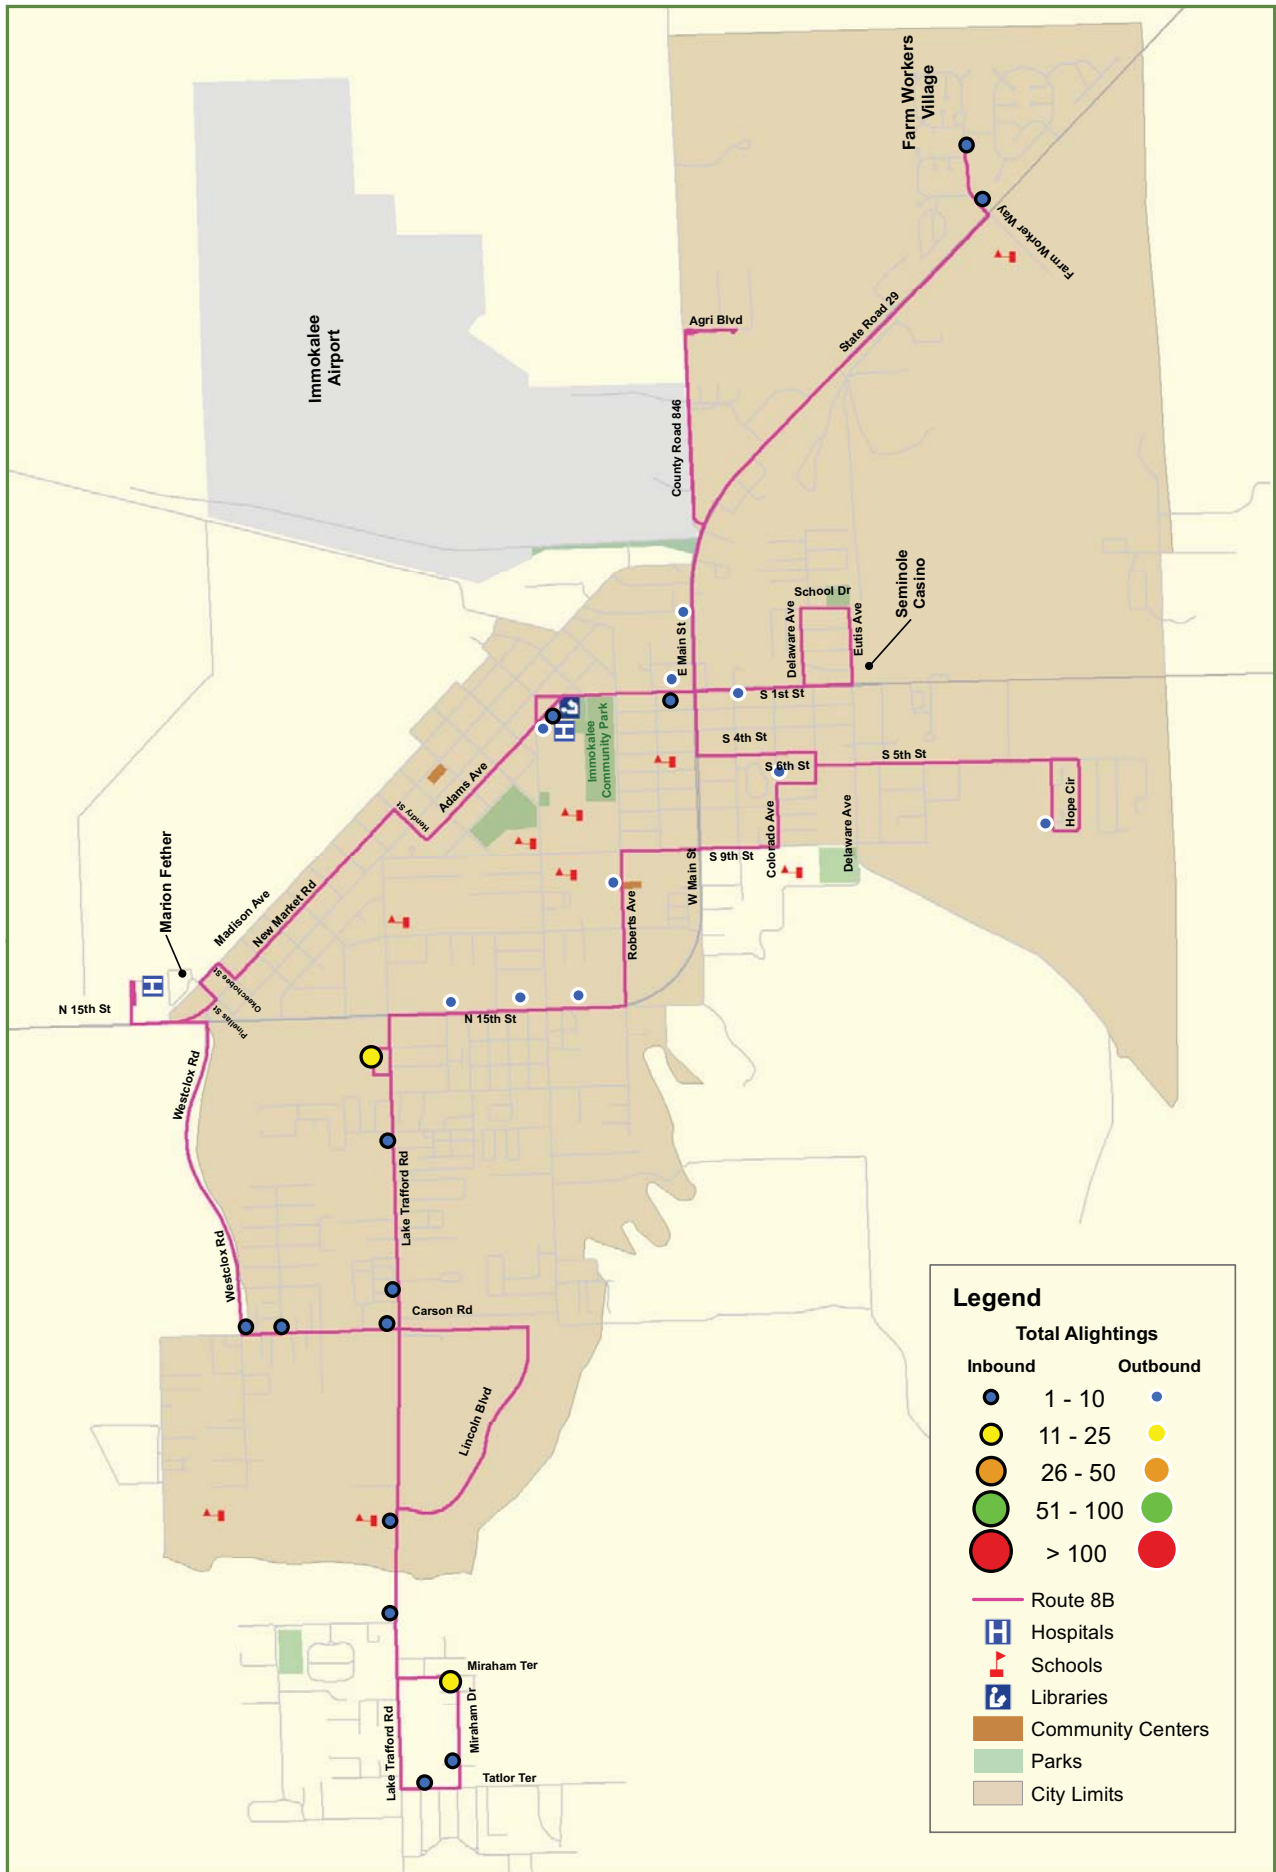 Farm Workers
Village
Farm Worker Way
State Road 29
Agri Blvd
Immokalee
Airport
County Road 846
Seminole
Casino
School Dr
Delaware Ave
Eutis Ave
E Main St
S 1st St
Immokalee
Community Park
S 4th St
S 5th St
S 6th St
Hope Cir
Adams Ave
Hendry St
Colorado Ave
Delaware Ave
S 9th St
W Main St
Roberts Ave
Marion Fether
Madison Ave
New Market Rd
Okeechobee St
Pinellas St
N 15th St
N 15th St
Westclox Rd
Lake Trafford Rd
Westclox Rd
Carson Rd
Lincoln Blvd
Miraham Ter
Miraham Dr
Lake Trafford Rd
Tatlor Ter
Legend
Total Alightings
Inbound Outbound
1 - 10
11 - 25
26 - 50
51 - 100
> 100
Route 8B
H Hospitals
Schools
Libraries
Community Centers
Parks
City Limits
H
H